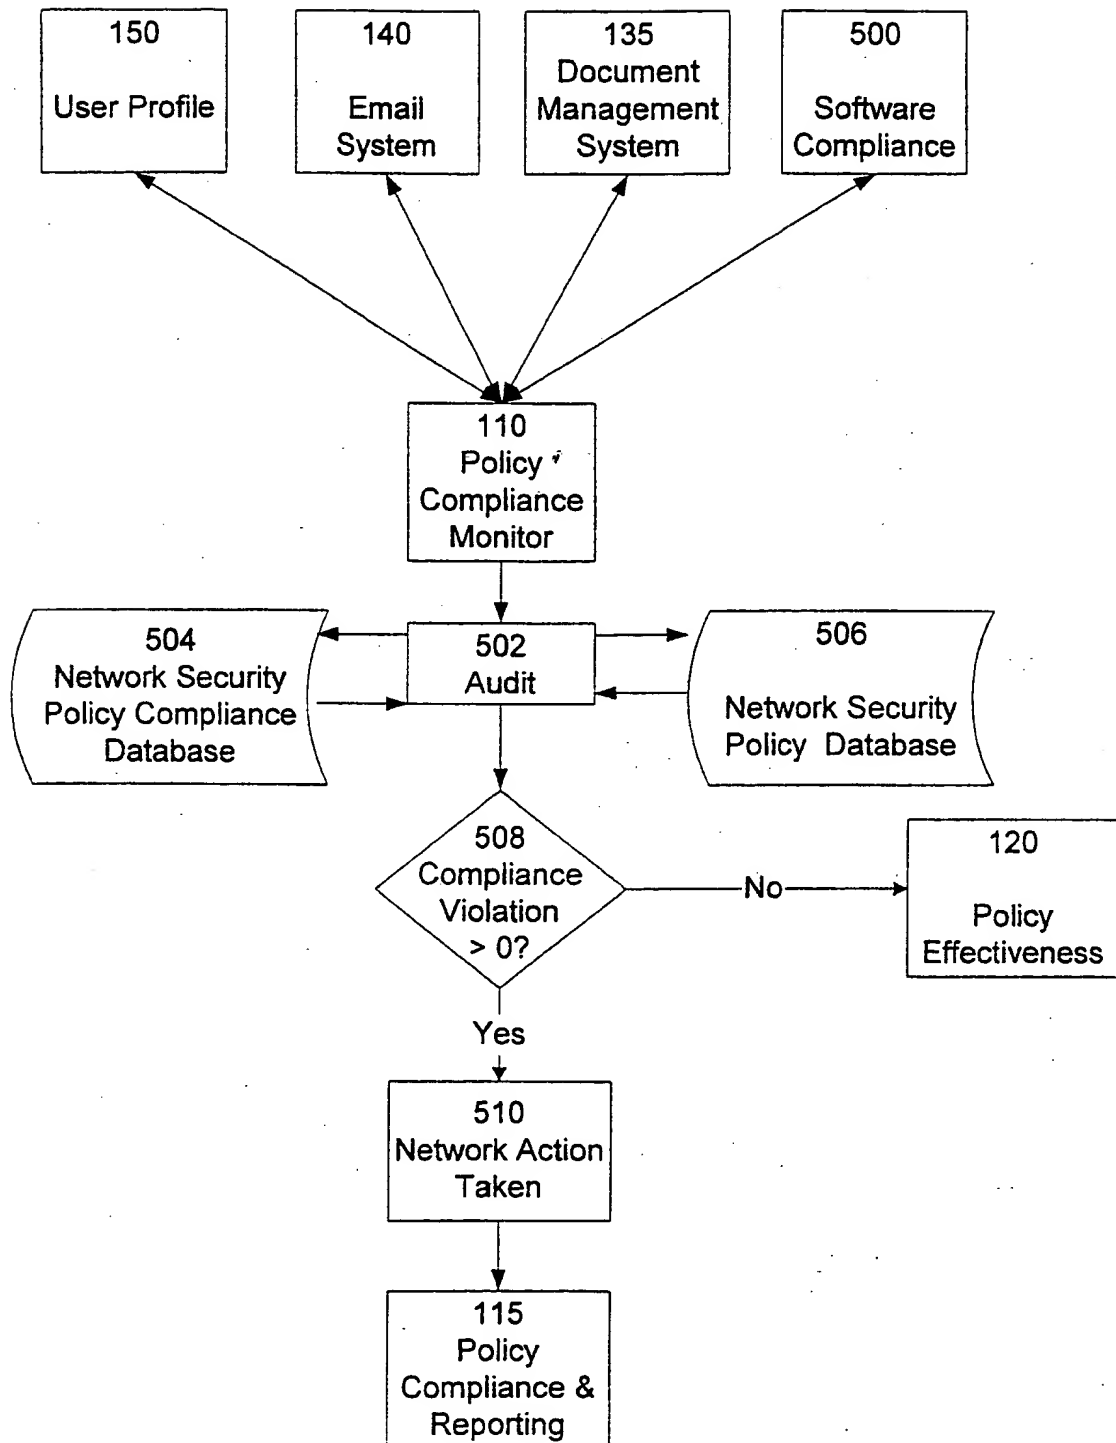 150
User Profile
140
Email
System
135
Document
Management
System
500
Software
Compliance
110
Policy
Compliance
Monitor
504
Network Security
Policy Compliance
Database
502
Audit
506
Network Security
Policy Database
508
Compliance
Violation
> 0?
No
120
Policy
Effectiveness
Yes
510
Network Action
Taken
115
Policy
Compliance &
Reporting